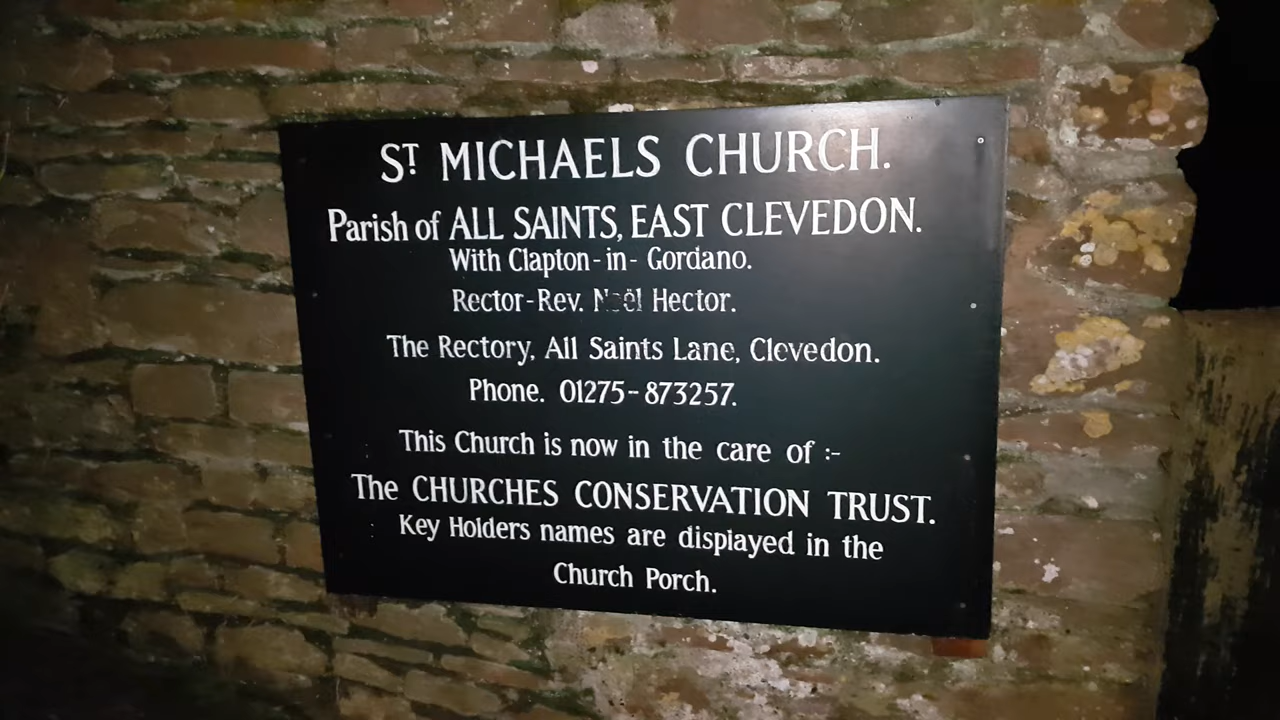 ST MICHAELS CHURCH.
Parish of ALL SAINTS, EAST CLEVEDON.
With Clapton-in-Gordano.
Rector-Rev. Noël Hector.
The Rectory, All Saints Lane, Clevedon.
Phone. 01275-873257.
This Church is now in the care of :-
The CHURCHES CONSERVATION TRUST.
Key Holders names are displayed in the
Church Porch.